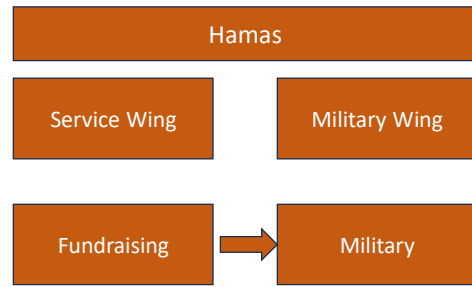 Hamas
Service Wing
Military Wing
Fundraising
Military